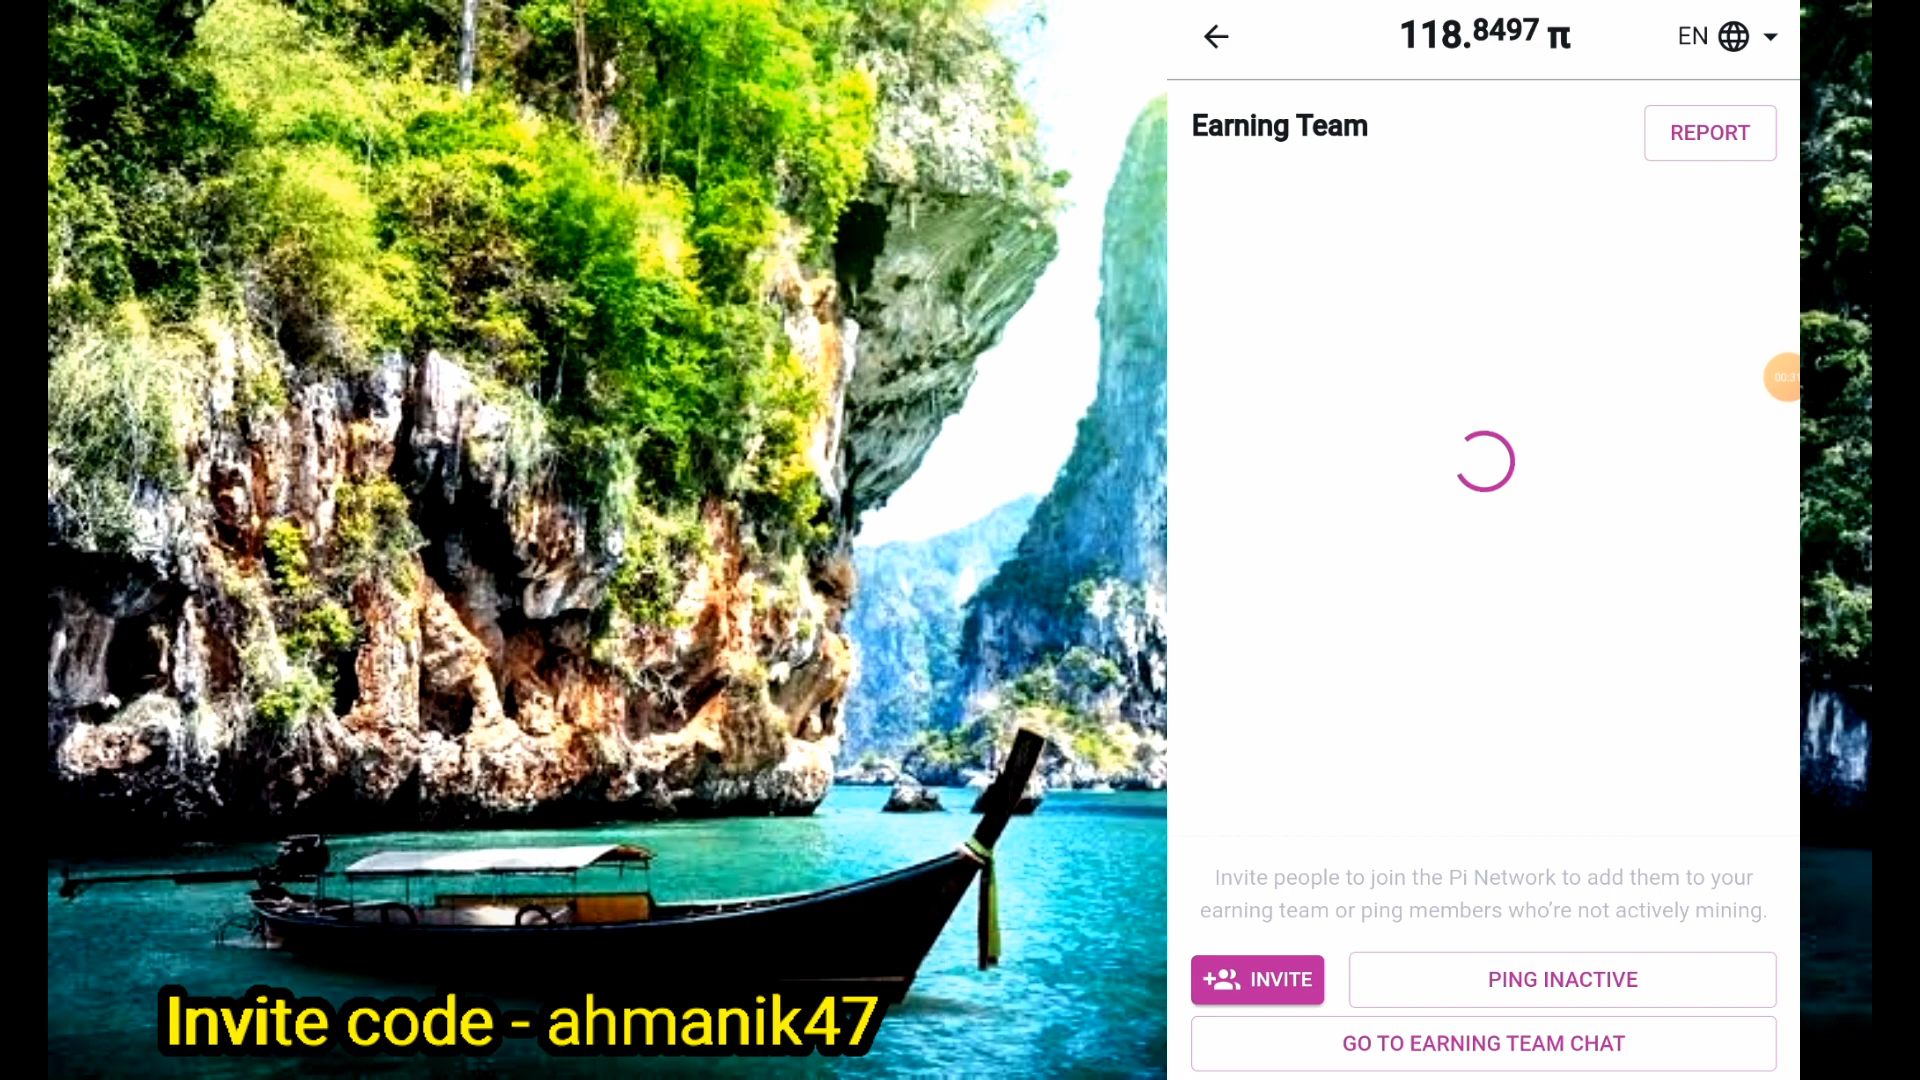 118.8497 π
EN
Earning Team
REPORT
Invite people to join the Pi Network to add them to your
earning team or ping members who’re not actively mining.
INVITE
PING INACTIVE
GO TO EARNING TEAM CHAT
Invite code - ahmanik47